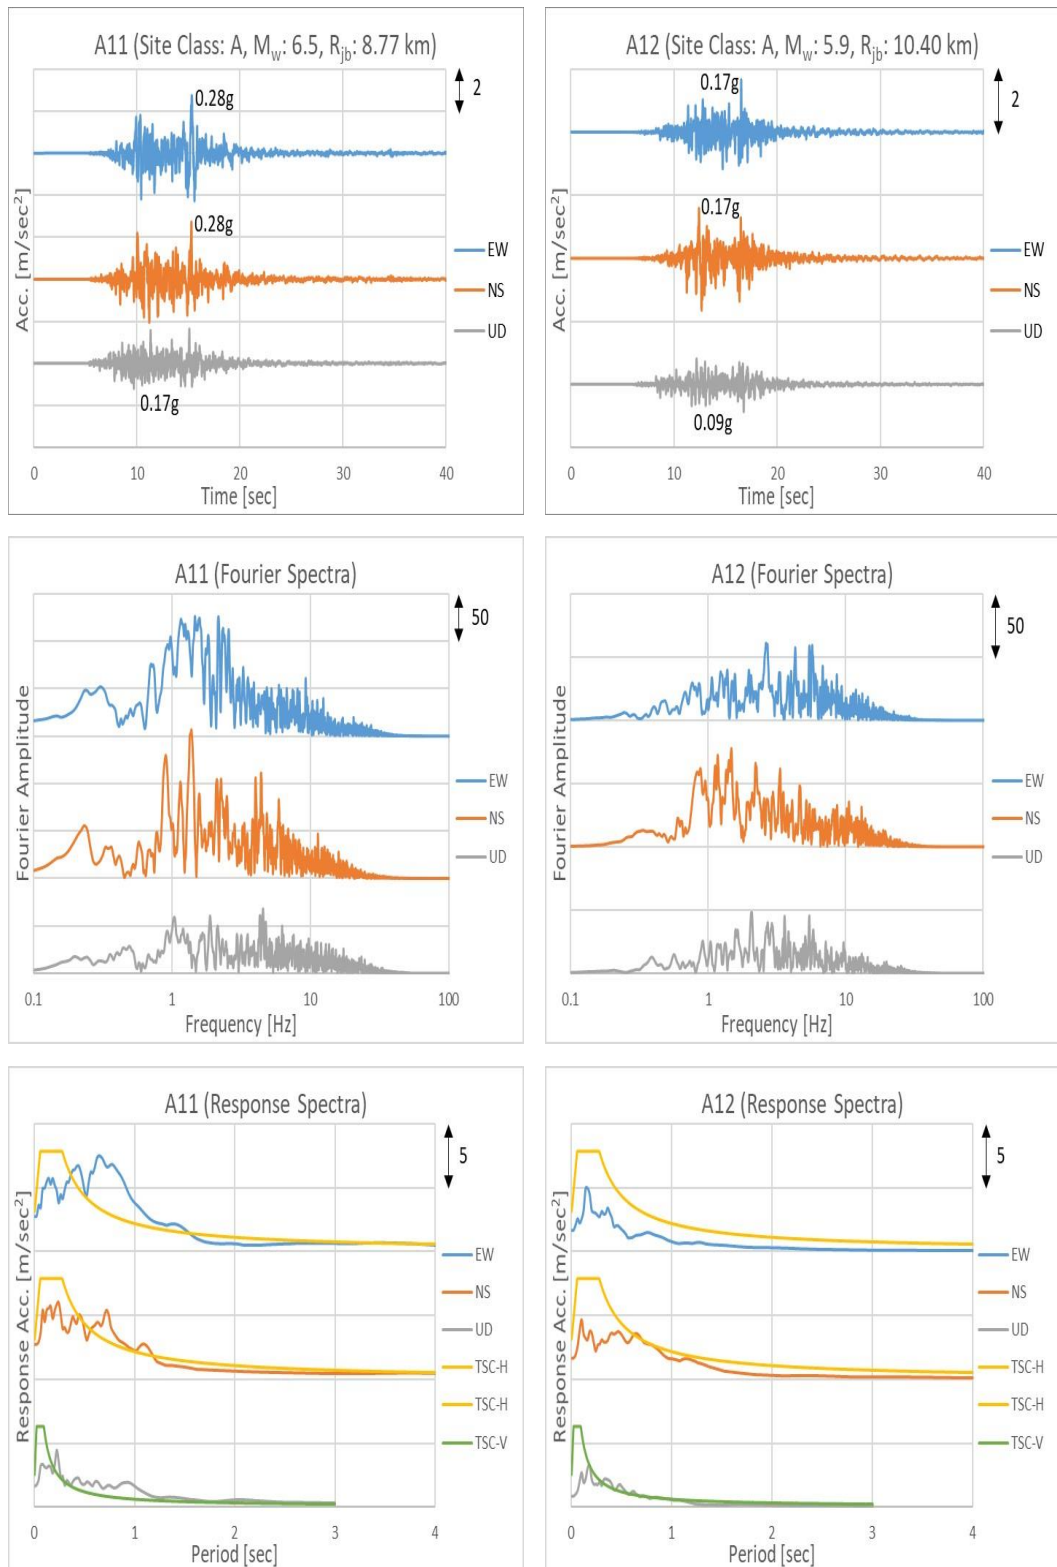 A11 (Site Class: A, Mw: 6.5, Rjb: 8.77 km)
2
0.28g
0.28g
0.17g
Acc. [m/sec²]
EW
NS
UD
0 10 20 30 40
Time [sec]
A12 (Site Class: A, Mw: 5.9, Rjb: 10.40 km)
2
0.17g
0.17g
0.09g
Acc. [m/sec²]
EW
NS
UD
0 10 20 30 40
Time [sec]
A11 (Fourier Spectra)
50
Fourier Amplitude
EW
NS
UD
0.1 1 10 100
Frequency [Hz]
A12 (Fourier Spectra)
50
Fourier Amplitude
EW
NS
UD
0.1 1 10 100
Frequency [Hz]
A11 (Response Spectra)
5
Response Acc. [m/sec²]
EW
NS
UD
TSC-H
TSC-H
TSC-V
0 1 2 3 4
Period [sec]
A12 (Response Spectra)
5
Response Acc. [m/sec²]
EW
NS
UD
TSC-H
TSC-H
TSC-V
0 1 2 3 4
Period [sec]